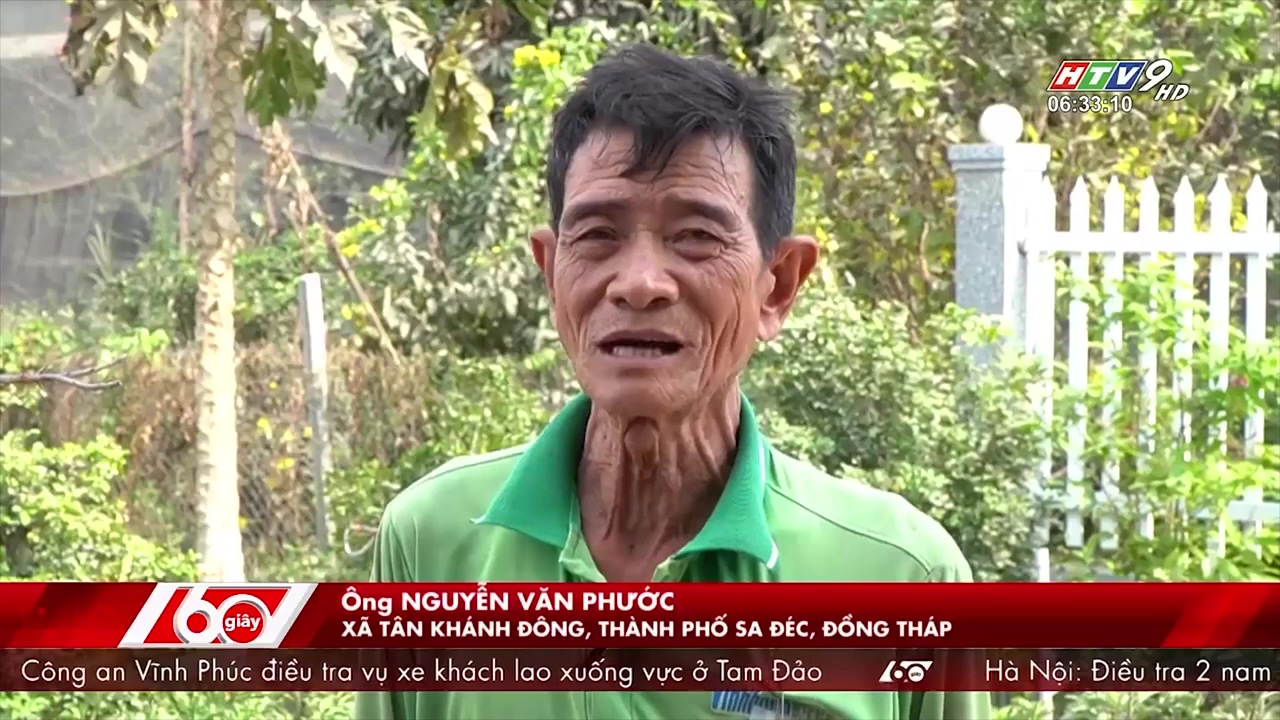 HTV9 HD
06:33:10
60 giây
Ông NGUYỄN VĂN PHƯỚC
XÃ TÂN KHÁNH ĐÔNG, THÀNH PHỐ SA ĐÉC, ĐỒNG THÁP
Công an Vĩnh Phúc điều tra vụ xe khách lao xuống vực ở Tam Đảo 60 Hà Nội: Điều tra 2 nam